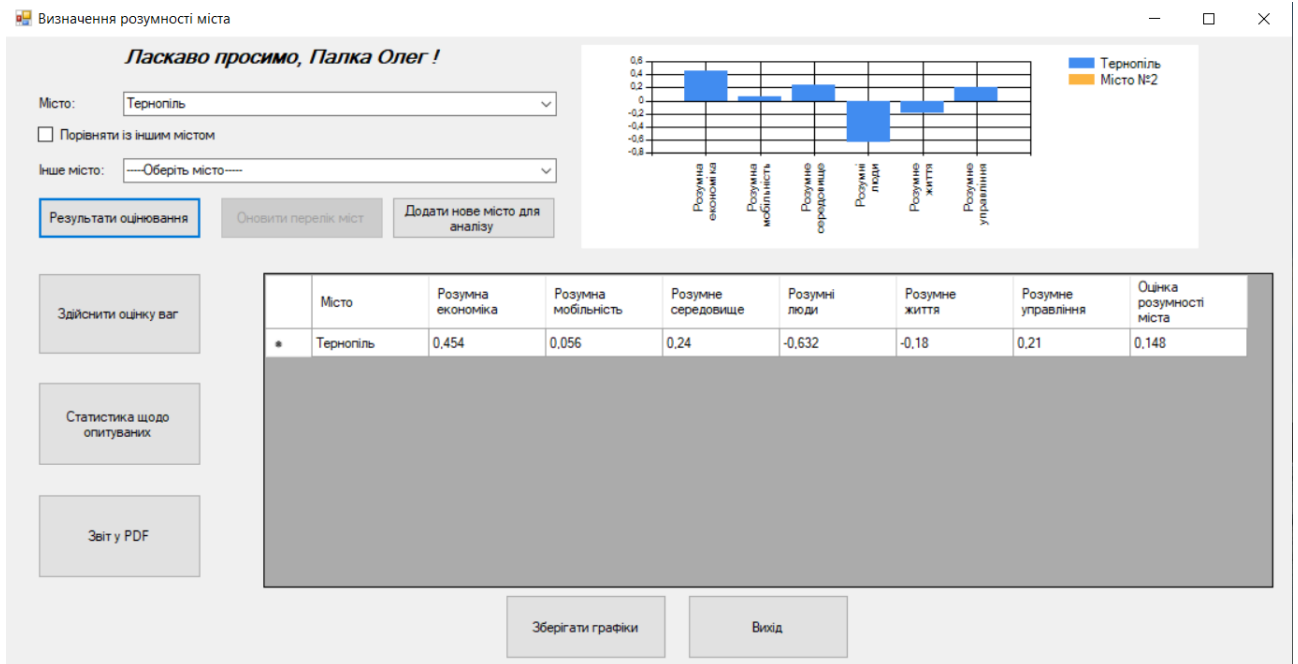 Визначення розумності міста
Ласкаво просимо, Палка Олег !
Місто:
Тернопіль
Порівняти із іншим містом
Інше місто:
----Оберіть місто----
Результати оцінювання
Оновити перелік міст
Додати нове місто для
аналізу
0,6
0,4
0,2
0
-0,2
-0,4
-0,6
-0,8
Розумна
економіка
Розумна
мобільність
Розумне
середовище
Розумні
люди
Розумне
життя
Розумне
управління
Тернопіль
Місто №2
Здійснити оцінку ваг
Статистика щодо
опитуваних
Звіт у PDF
Місто
Розумна
економіка
Розумна
мобільність
Розумне
середовище
Розумні
люди
Розумне
життя
Розумне
управління
Оцінка
розумності
міста
Тернопіль 0,454 0,056 0,24 -0,632 -0,18 0,21 0,148
Зберігати графіки
Вихід